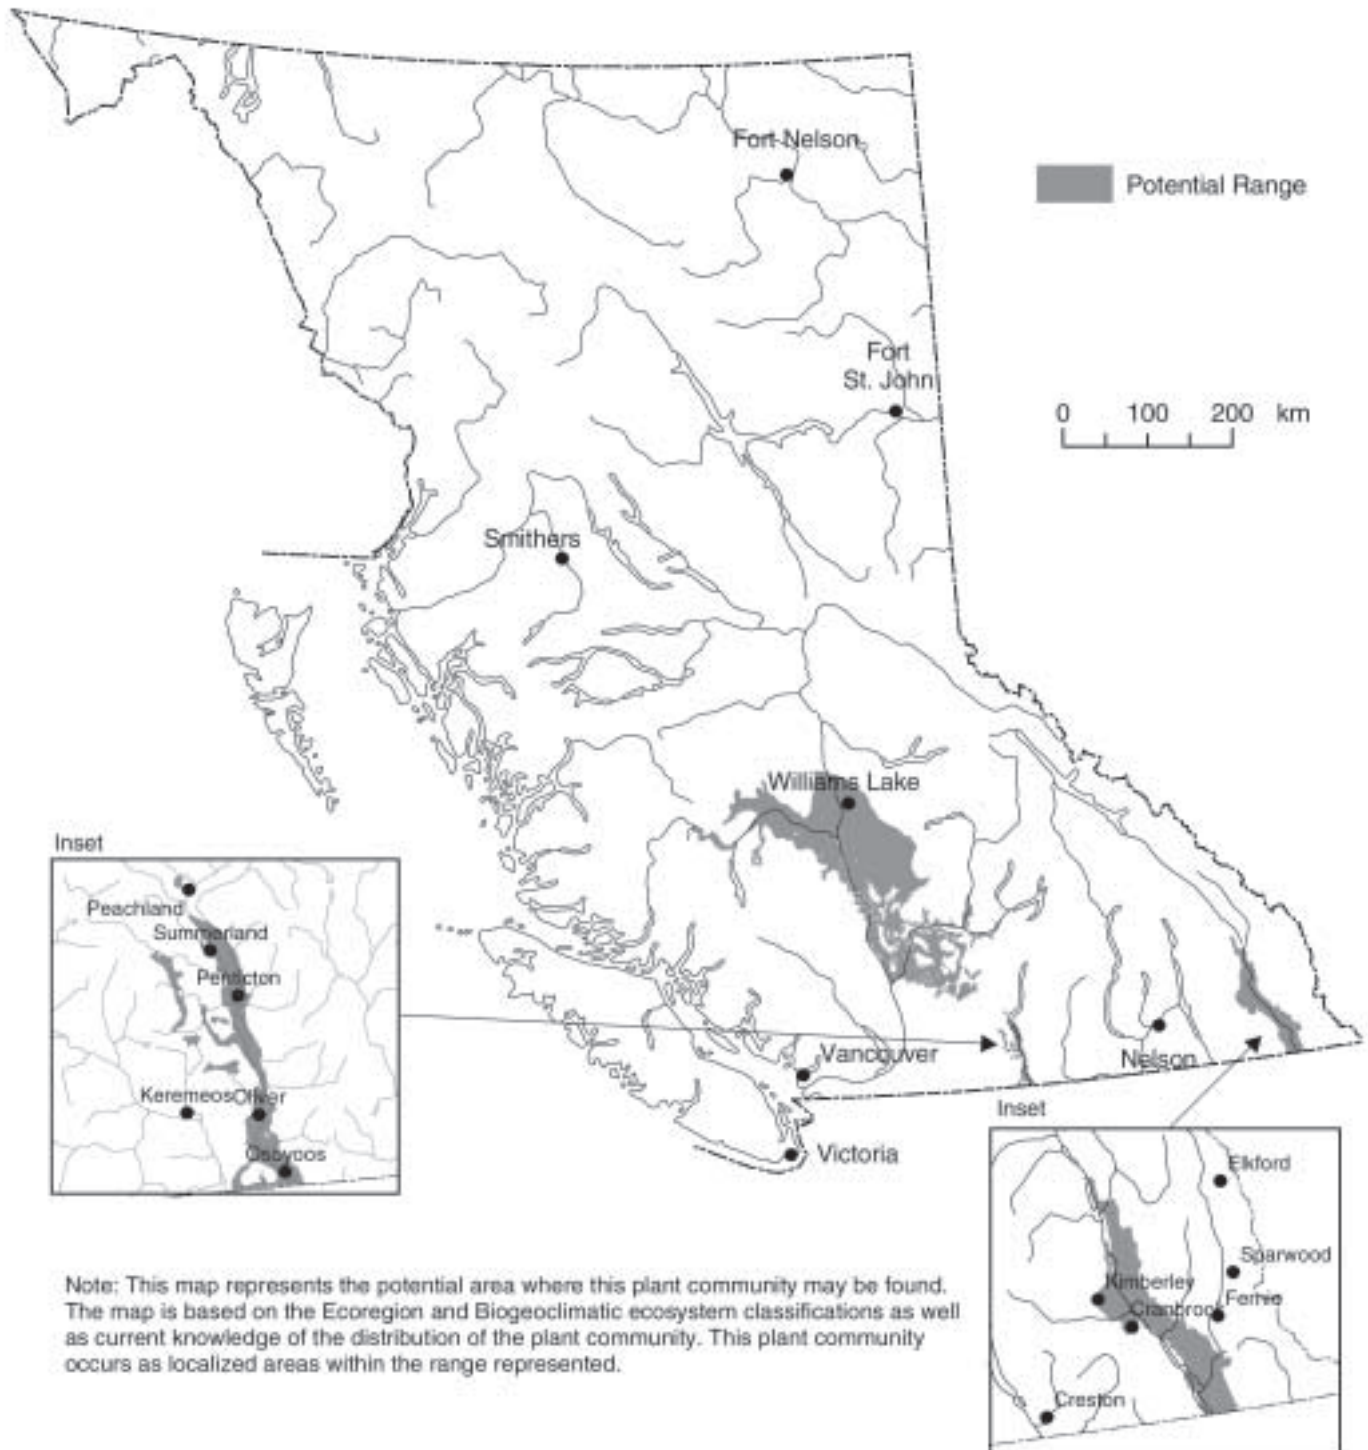 Fort Nelson
Potential Range
Fort
St. John
0 100 200 km
Smithers
Williams Lake
Inset
Peachland
Summerland
Penticton
Keremeos Oliver
Osoyoos
Vancouver
Nelson
Victoria
Inset
Elkford
Sparwood
Kimberley
Fernie
Cranbrook
Creston
Note: This map represents the potential area where this plant community may be found.
The map is based on the Ecoregion and Biogeoclimatic ecosystem classifications as well
as current knowledge of the distribution of the plant community. This plant community
occurs as localized areas within the range represented.